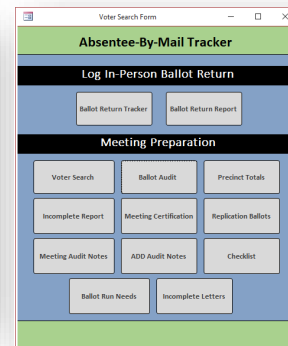 Voter Search Form
Absentee-By-Mail Tracker
Log In-Person Ballot Return
Ballot Return Tracker Ballot Return Report
Meeting Preparation
Voter Search Ballot Audit Precinct Totals
Incomplete Report Meeting Certification Replication Ballots
Meeting Audit Notes ADD Audit Notes Checklist
Ballot Run Needs Incomplete Letters